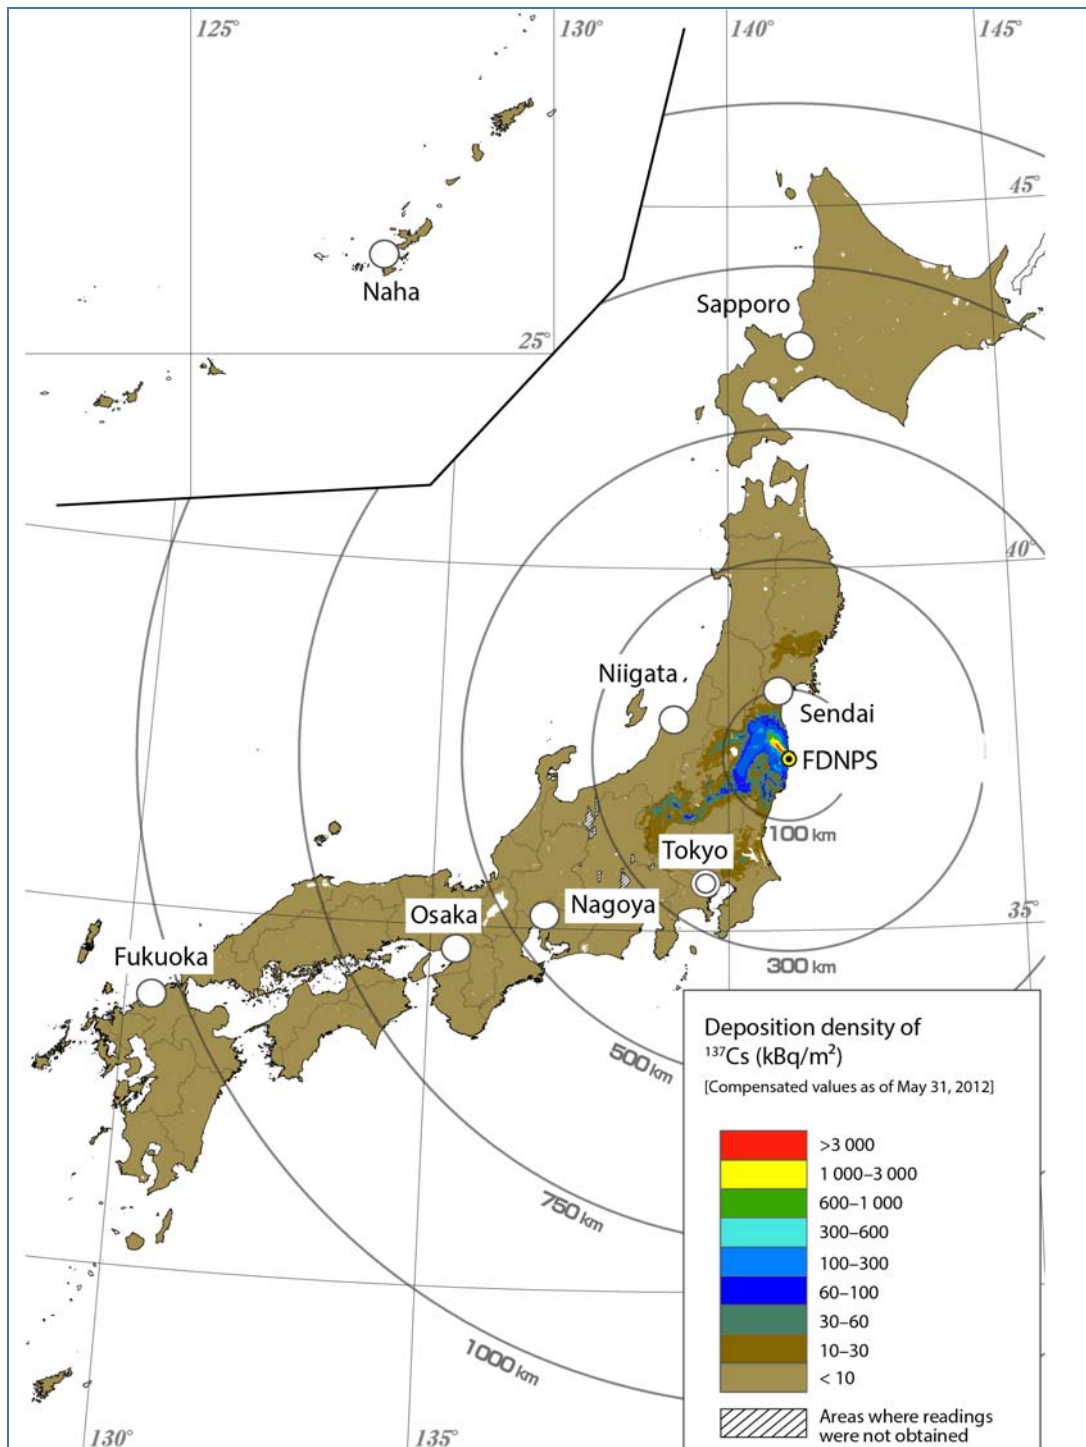 125°
130°
140°
145°
45°
Sapporo
Naha
25°
40°
Niigata
Sendai
FDNPS
100 km
Tokyo
Nagoya
Osaka
35°
Fukuoka
300 km
500 km
750 km
1000 km
130°
135°
Deposition density of
¹³⁷Cs (kBq/m²)
[Compensated values as of May 31, 2012]
>3 000
1 000–3 000
600–1 000
300–600
100–300
60–100
30–60
10–30
< 10
Areas where readings
were not obtained